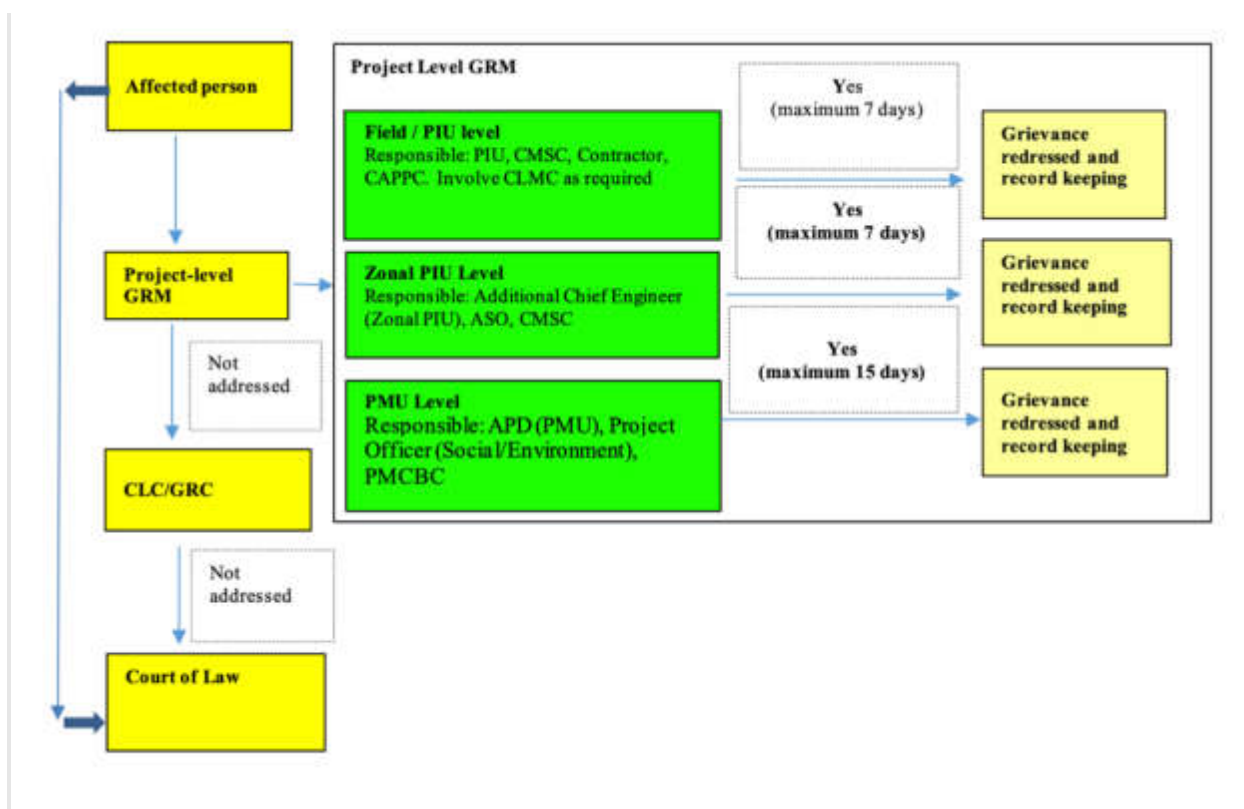 Affected person
Project Level GRM
Field / PIU level
Responsible: PIU, CMSC, Contractor,
CAPPC. Involve CLMC as required
Yes
(maximum 7 days)
Grievance
redressed and
record keeping
Project-level
GRM
Zonal PIU Level
Responsible: Additional Chief Engineer
(Zonal PIU), ASO, CMSC
Yes
(maximum 7 days)
Grievance
redressed and
record keeping
Not
addressed
PMU Level
Responsible: APD (PMU), Project
Officer (Social/Environment),
PMCBC
Yes
(maximum 15 days)
Grievance
redressed and
record keeping
CLC/GRC
Not
addressed
Court of Law